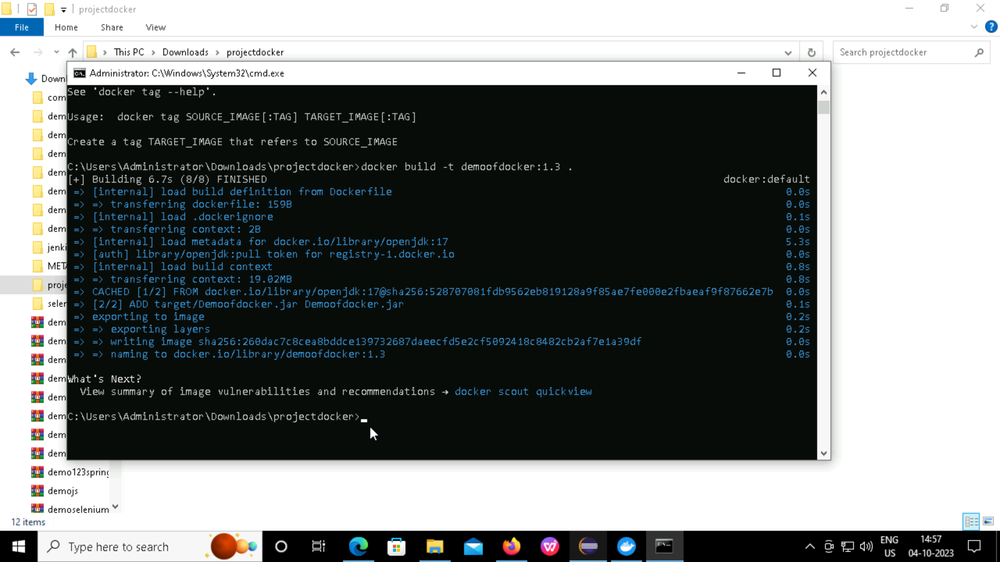 projectdocker
File Home Share View
This PC > Downloads > projectdocker
Search projectdocker
Administrator: C:\Windows\System32\cmd.exe
See 'docker tag --help'.
Usage:  docker tag SOURCE_IMAGE[:TAG] TARGET_IMAGE[:TAG]
Create a tag TARGET_IMAGE that refers to SOURCE_IMAGE
C:\Users\Administrator\Downloads\projectdocker>docker build -t demoofdocker:1.3 .
[+] Building 6.7s (8/8) FINISHED docker:default
=> [internal] load build definition from Dockerfile 0.0s
=> => transferring dockerfile: 159B 0.0s
=> [internal] load .dockerignore 0.1s
=> => transferring context: 2B 0.0s
=> [internal] load metadata for docker.io/library/openjdk:17 5.3s
=> [auth] library/openjdk:pull token for registry-1.docker.io 0.0s
=> [internal] load build context 0.8s
=> => transferring context: 19.02MB 0.8s
=> CACHED [1/2] FROM docker.io/library/openjdk:17@sha256:528707081fdb9562eb819128a9f85ae7fe000e2fbaeaf9f87662e7b 0.0s
=> [2/2] ADD target/Demoofdocker.jar Demoofdocker.jar 0.1s
=> exporting to image 0.2s
=> => exporting layers 0.2s
=> => writing image sha256:260dac7c8cea8bddce139732687daeecfd5e2cf5092418c8482cb2af7e1a39df 0.0s
=> => naming to docker.io/library/demoofdocker:1.3 0.0s
What's Next?
View summary of image vulnerabilities and recommendations → docker scout quickview
C:\Users\Administrator\Downloads\projectdocker>
Down
com
dem
dem
dem
dem
dem
dem
dem
jenki
META
proje
seler
dem
dem
dem
dem
dem
dem
dem
dem
demo123spring
demojs
demoselenium
12 items
Type here to search
ENG
US
14:57
04-10-2023